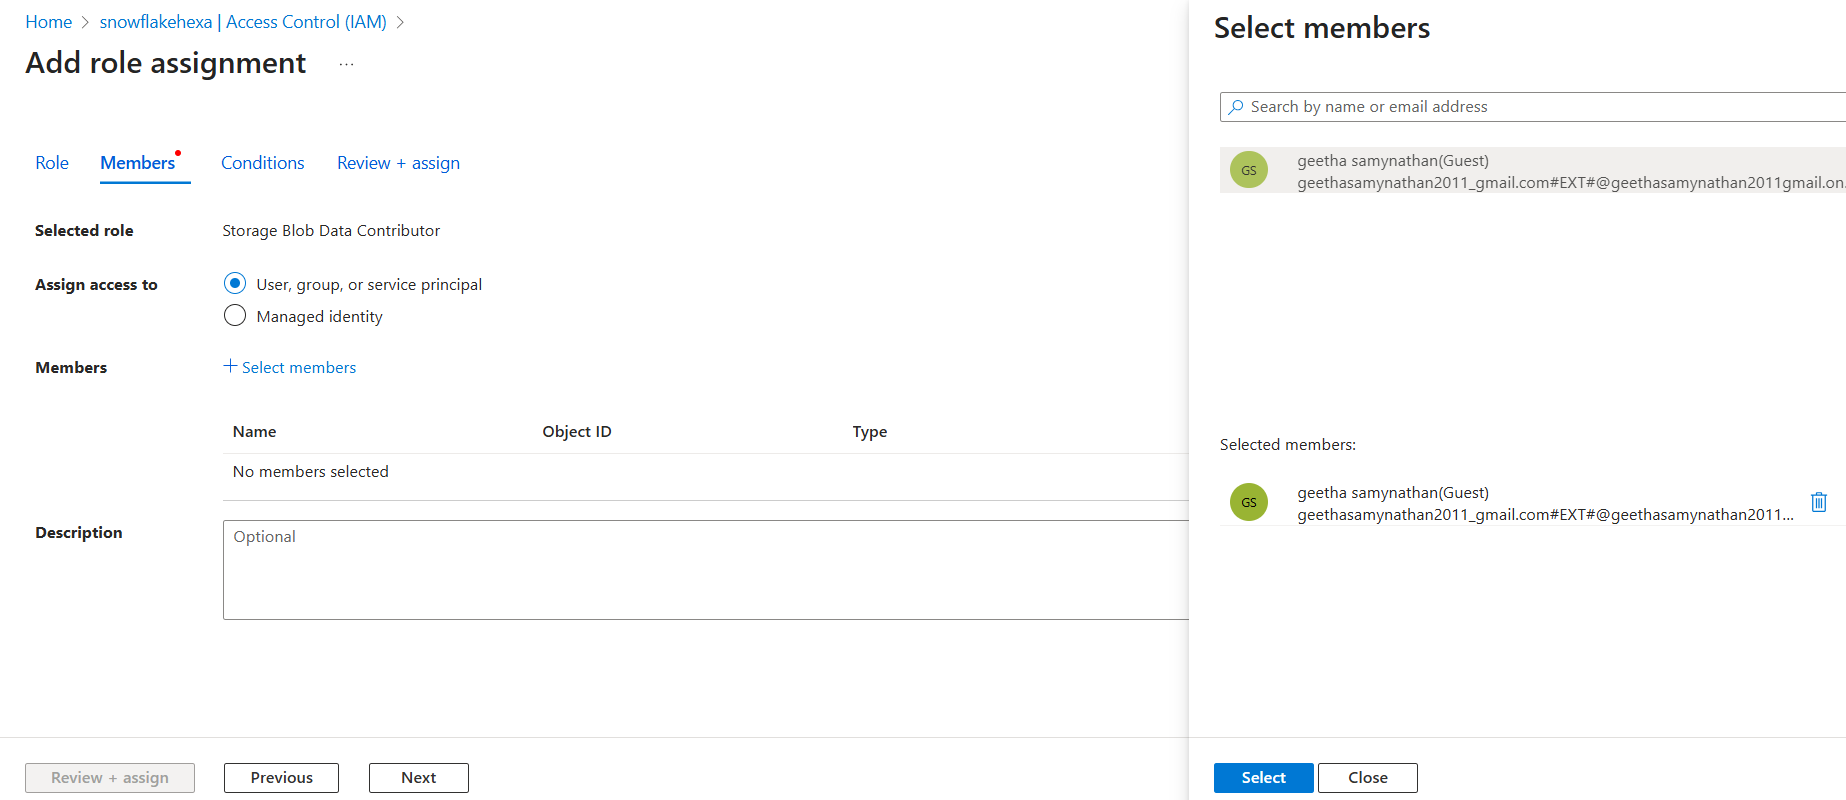 Home > snowflakehexa | Access Control (IAM) >
Add role assignment ...
Role Members Conditions Review + assign
Selected role Storage Blob Data Contributor
Assign access to User, group, or service principal
Managed identity
Members + Select members
Name Object ID Type
No members selected
Description Optional
Review + assign Previous Next
Select members
Search by name or email address
GS geetha samynathan(Guest)
geethasamynathan2011_gmail.com#EXT#@geethasamynathan2011gmail.on.
Selected members:
GS geetha samynathan(Guest)
geethasamynathan2011_gmail.com#EXT#@geethasamynathan2011...
Select Close